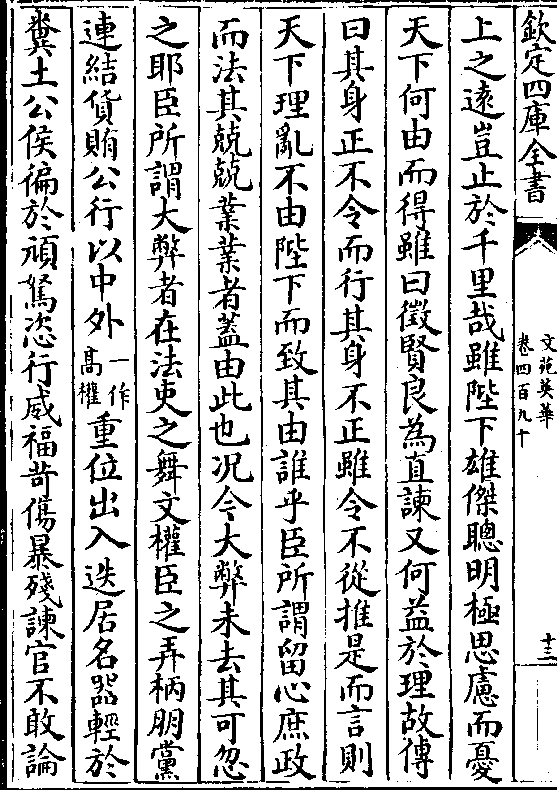 欽定四庫全書
文苑英華
卷四百九十
十三
上之遠豈止於千里哉雖陛下雄傑聰明極思慮而憂
天下何由而得雖曰徵賢良為直諫又何益於理故傳
曰其身正不令而行其身不正雖令不從推是而言則
天下理亂不由陛下而致其由誰乎臣所謂留心庶政
而法其兢兢業業者蓋由此也况今大弊未去其可忽
之耶臣所謂大弊者在法吏之舞文權臣之弄柄朋黨
連結貨賄公行以中外一作高權重位出入迭居名器輕於
糞土公侯徧於頑駑恣行威福苛傷暴殘諫官不敢論